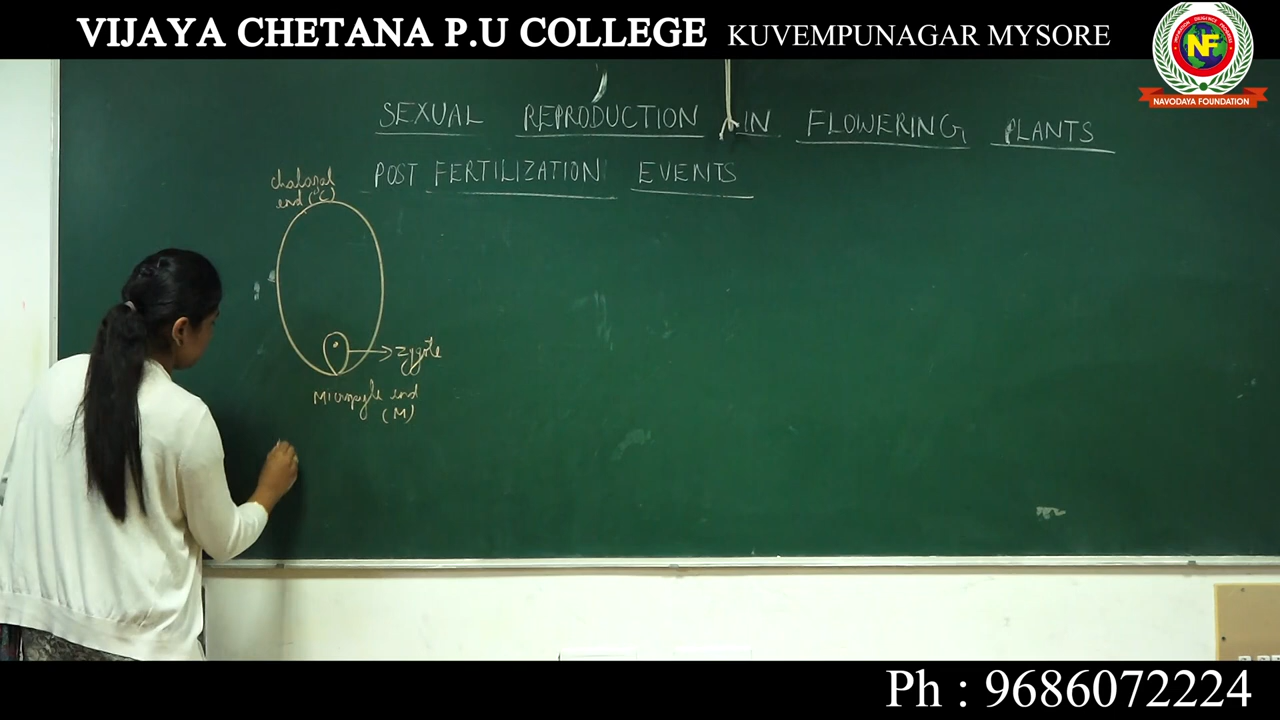 VIJAYA CHETANA P.U COLLEGE KUVEMPUNAGAR MYSORE
NF
NAVODAYA FOUNDATION
SEXUAL REPRODUCTION IN FLOWERING PLANTS
POST FERTILIZATION EVENTS
chalazal
end (C)
zygote
Micropyle end
(M)
Ph : 9686072224